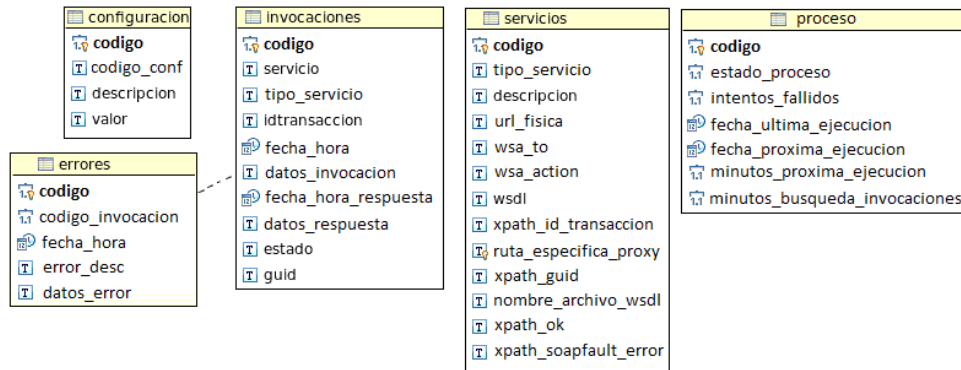 configuracion
codigo
codigo_conf
descripcion
valor
errores
codigo
codigo_invocacion
fecha_hora
error_desc
datos_error
invocaciones
codigo
servicio
tipo_servicio
idtransaccion
fecha_hora
datos_invocacion
fecha_hora_respuesta
datos_respuesta
estado
guid
servicios
codigo
tipo_servicio
descripcion
url_fisica
wsa_to
wsa_action
wsdl
xpath_id_transaccion
ruta_especifica_proxy
xpath_guid
nombre_archivo_wsdl
xpath_ok
xpath_soapfault_error
proceso
codigo
estado_proceso
intentos_fallidos
fecha_ultima_ejecucion
fecha_proxima_ejecucion
minutos_proxima_ejecucion
minutos_busqueda_invocaciones